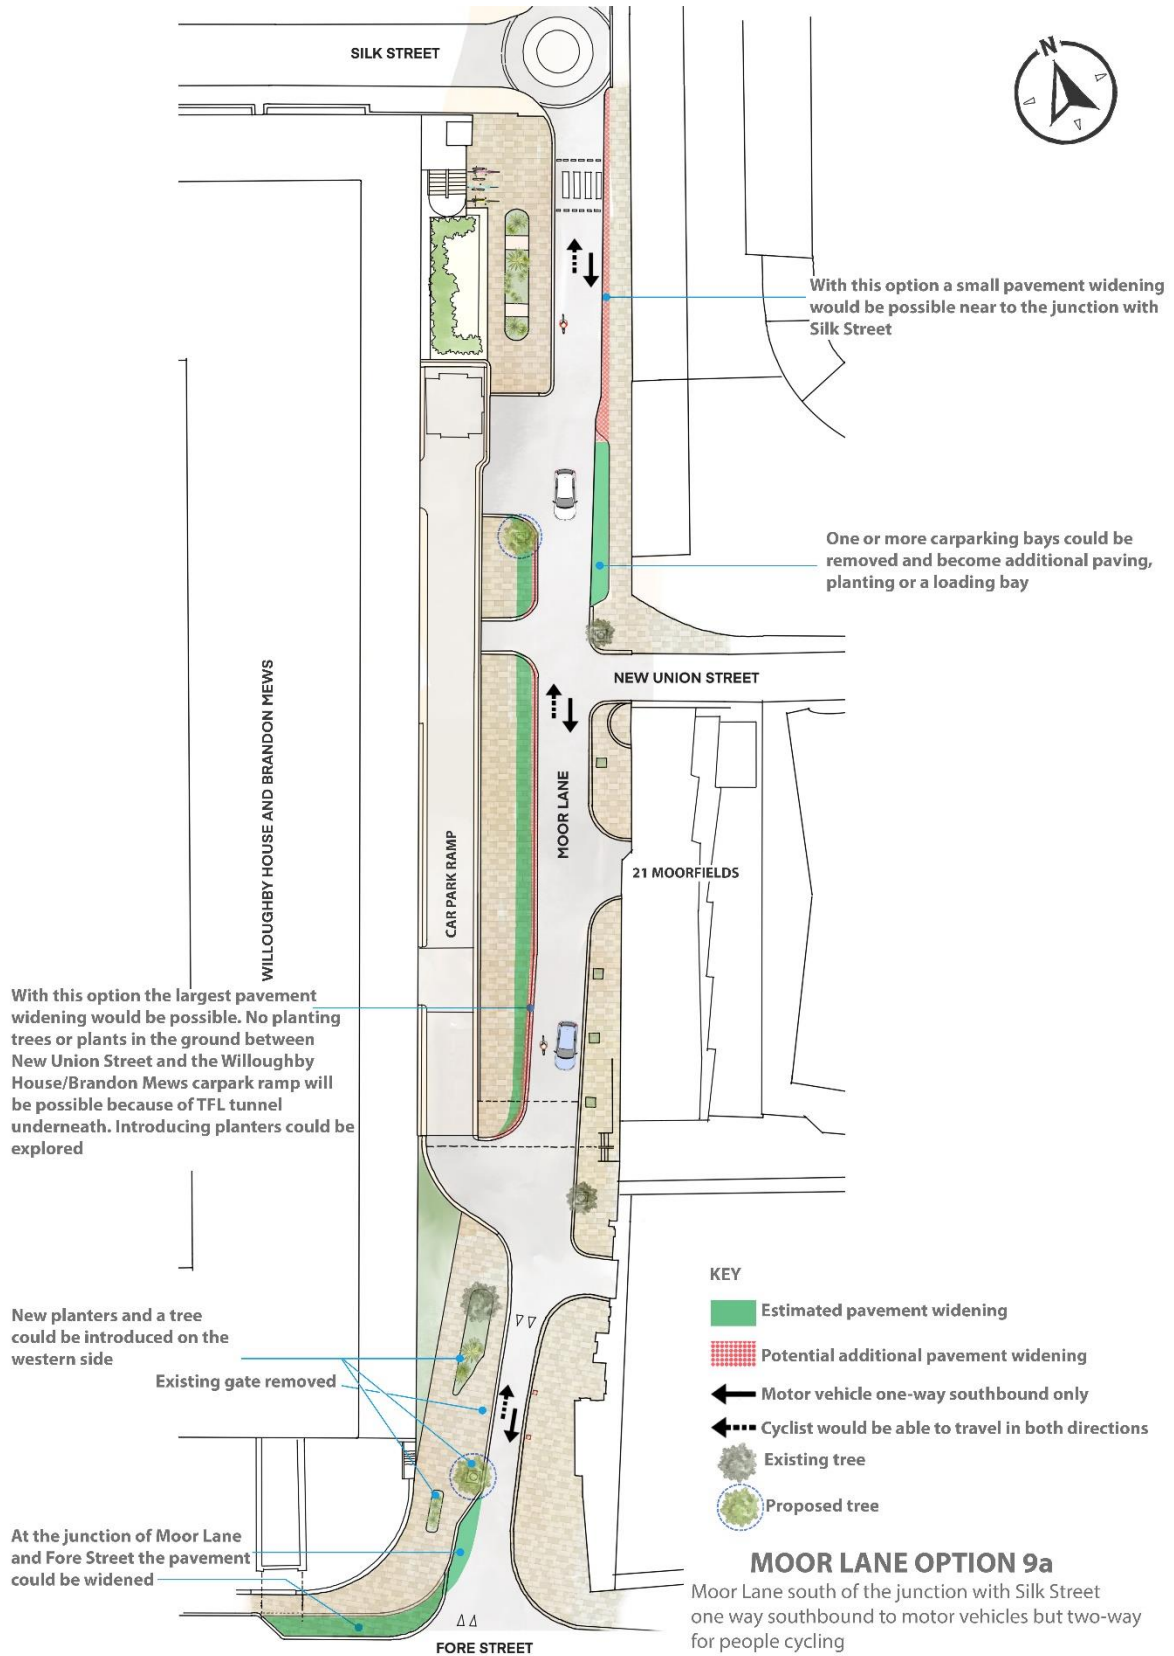 SILK STREET
N
With this option a small pavement widening
would be possible near to the junction with
Silk Street
One or more carparking bays could be
removed and become additional paving,
planting or a loading bay
NEW UNION STREET
WILLOUGHBY HOUSE AND BRANDON MEWS
CAR PARK RAMP
MOOR LANE
21 MOORFIELDS
With this option the largest pavement
widening would be possible. No planting
trees or plants in the ground between
New Union Street and the Willoughby
House/Brandon Mews carpark ramp will
be possible because of TFL tunnel
underneath. Introducing planters could be
explored
New planters and a tree
could be introduced on the
western side
Existing gate removed
At the junction of Moor Lane
and Fore Street the pavement
could be widened
FORE STREET
KEY
Estimated pavement widening
Potential additional pavement widening
Motor vehicle one-way southbound only
Cyclist would be able to travel in both directions
Existing tree
Proposed tree
MOOR LANE OPTION 9a
Moor Lane south of the junction with Silk Street
one way southbound to motor vehicles but two-way
for people cycling